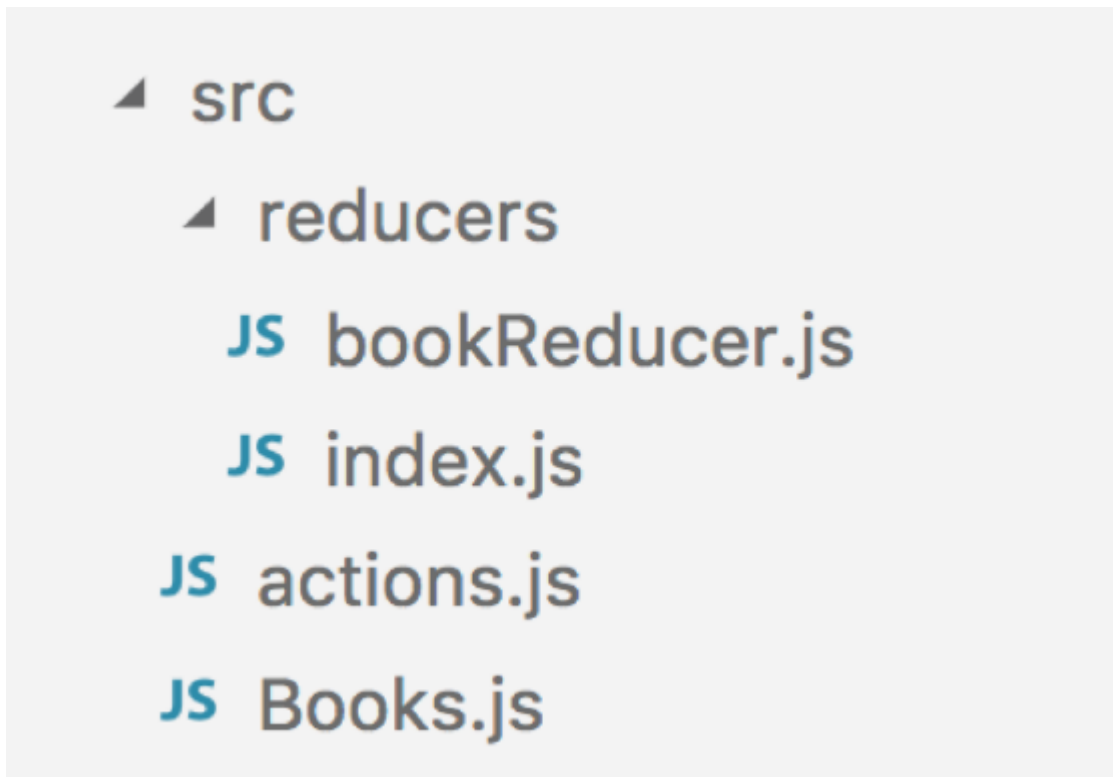 src
reducers
JS bookReducer.js
JS index.js
JS actions.js
JS Books.js